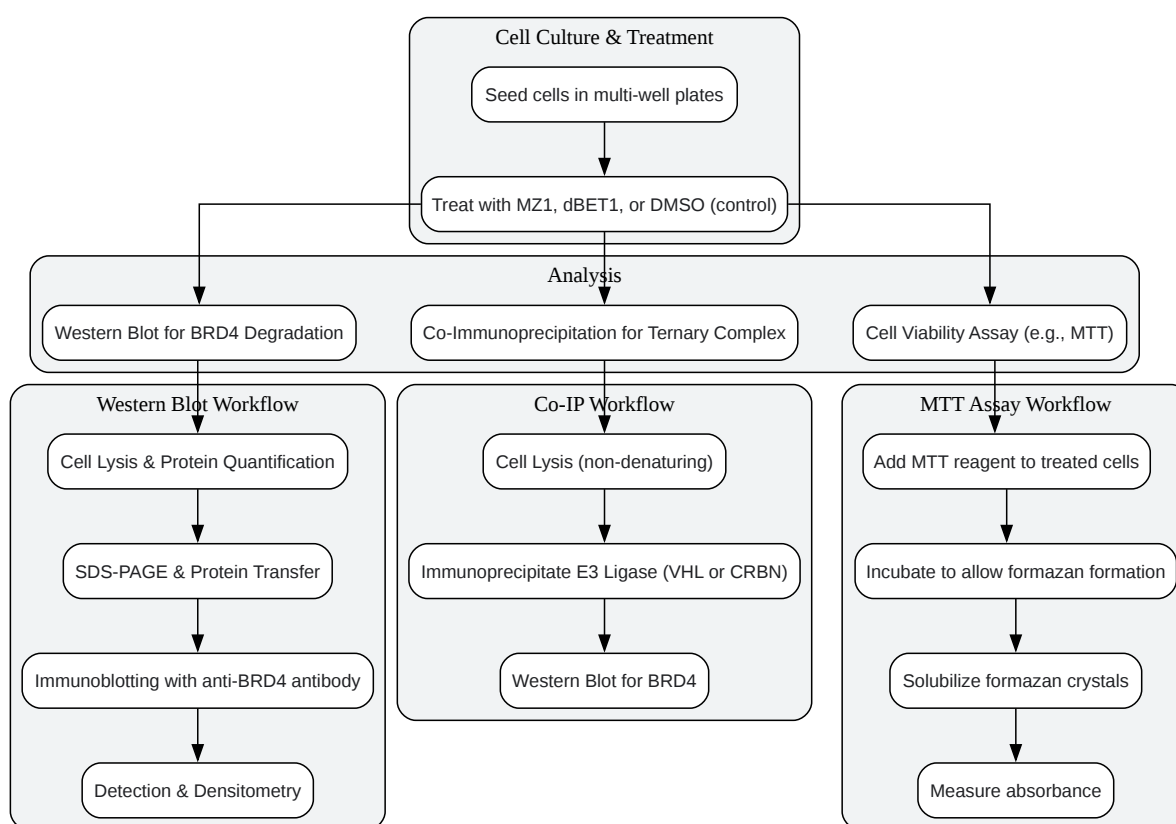 Cell Culture & Treatment
Seed cells in multi-well plates
Treat with MZ1, dBET1, or DMSO (control)
Analysis
Western Blot for BRD4 Degradation
Co-Immunoprecipitation for Ternary Complex
Cell Viability Assay (e.g., MTT)
Western Blot Workflow
Cell Lysis & Protein Quantification
SDS-PAGE & Protein Transfer
Immunoblotting with anti-BRD4 antibody
Detection & Densitometry
Co-IP Workflow
Cell Lysis (non-denaturing)
Immunoprecipitate E3 Ligase (VHL or CRBN)
Western Blot for BRD4
MTT Assay Workflow
Add MTT reagent to treated cells
Incubate to allow formazan formation
Solubilize formazan crystals
Measure absorbance